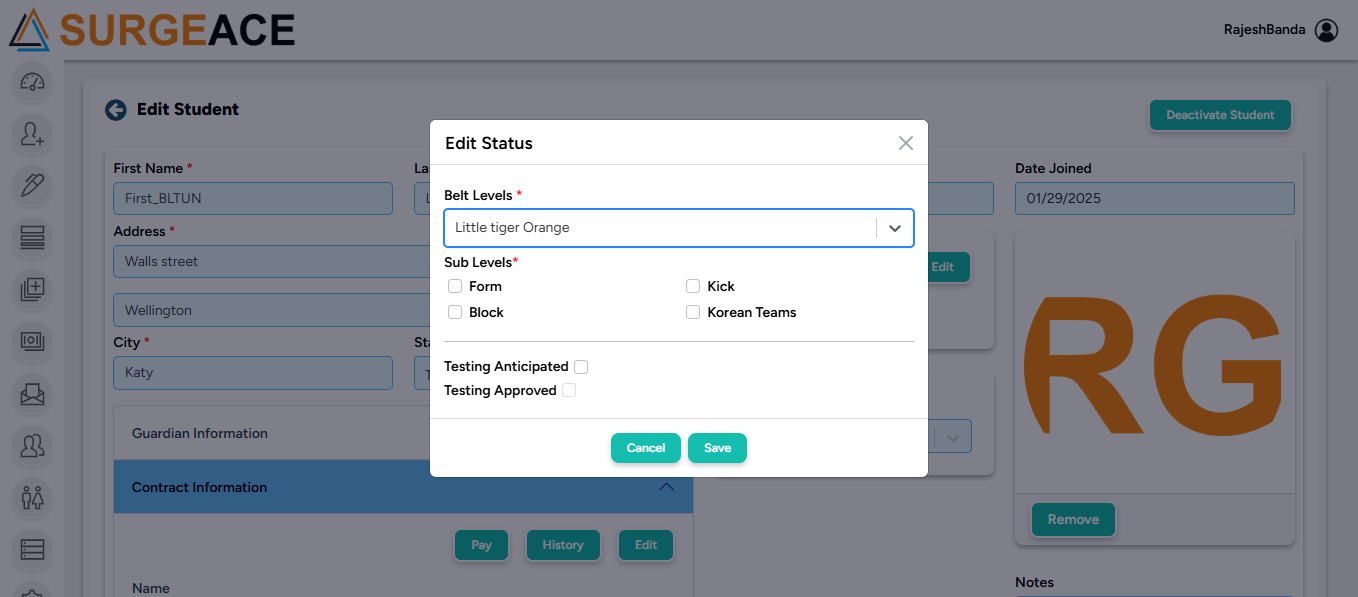 SURGEACE
RajeshBanda
Edit Student
Deactivate Student
First Name *
La
Date Joined
First_BLTUN
L
01/29/2025
Address *
Walls street
Wellington
City *
Sta
Katy
T
Edit
Edit Status
Belt Levels *
Little tiger Orange
Sub Levels*
Form
Kick
Block
Korean Teams
Testing Anticipated
Testing Approved
Cancel
Save
Guardian Information
Contract Information
Pay
History
Edit
Name
RG
Remove
Notes